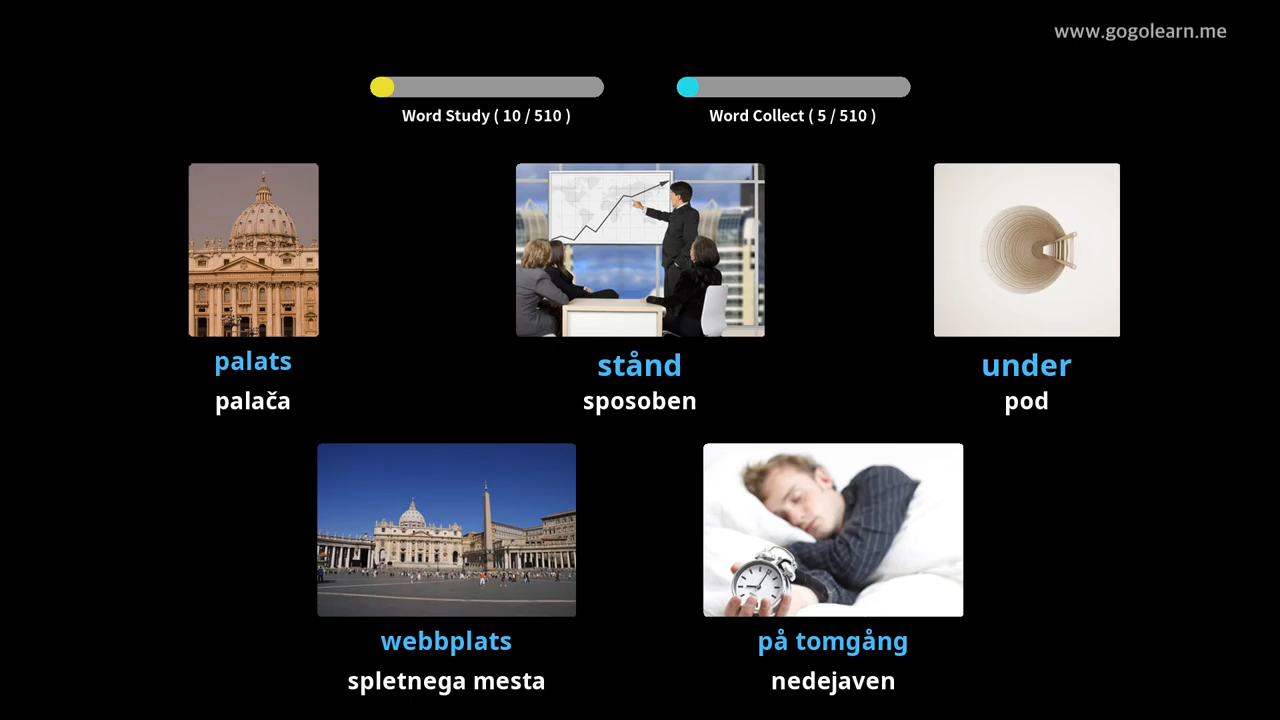 www.gogolearn.me
Word Study ( 10 / 510 )
Word Collect ( 5 / 510 )
palats
palača
stånd
sposoben
under
pod
webbplats
spletnega mesta
på tomgång
nedejaven